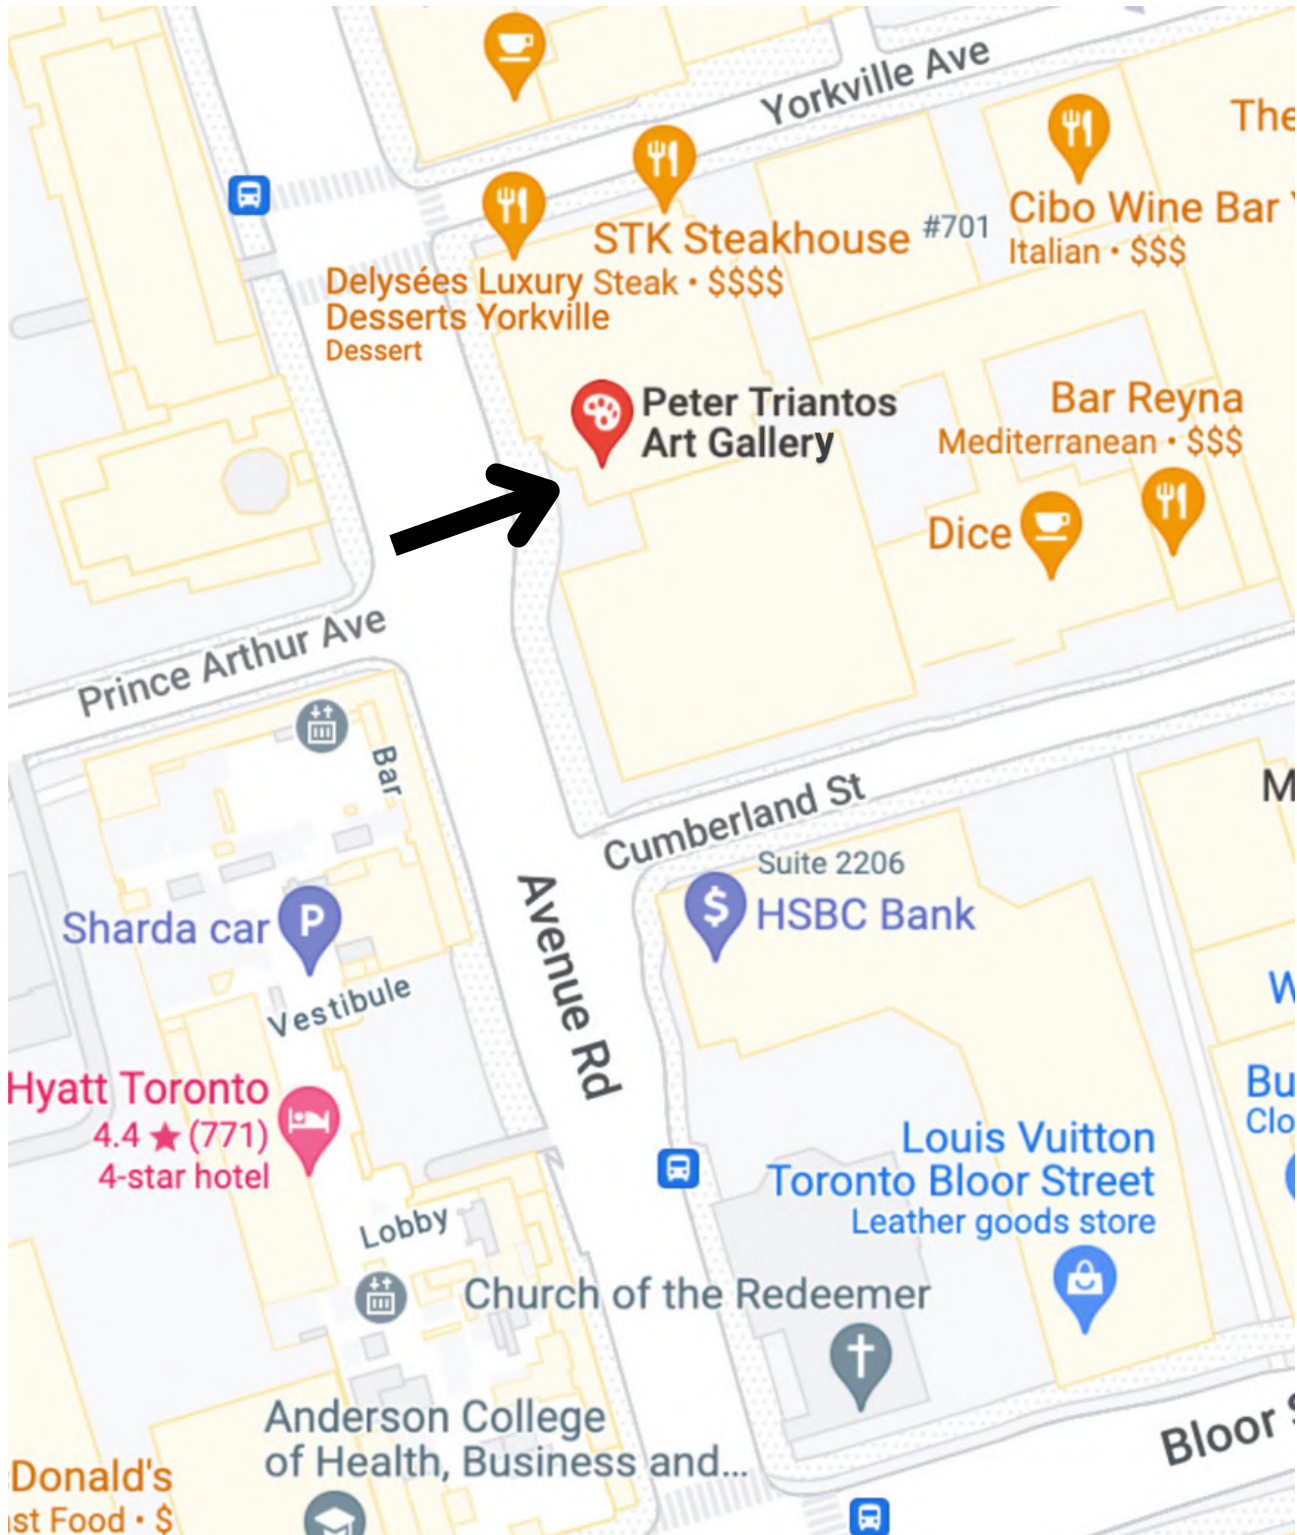 Yorkville Ave
The
STK Steakhouse
Steak • $$$$
#701
Cibo Wine Bar
Italian • $$$
Delysées Luxury
Desserts Yorkville
Dessert
Peter Triantos
Art Gallery
Bar Reyna
Mediterranean • $$$
Dice
Prince Arthur Ave
Bar
Cumberland St
Suite 2206
HSBC Bank
Sharda car
P
Vestibule
Avenue Rd
Hyatt Toronto
4.4 ★ (771)
4-star hotel
Louis Vuitton
Toronto Bloor Street
Leather goods store
Lobby
Church of the Redeemer
Anderson College
of Health, Business and...
Bloor
Donald's
st Food • $
M
W
Bu
Clo